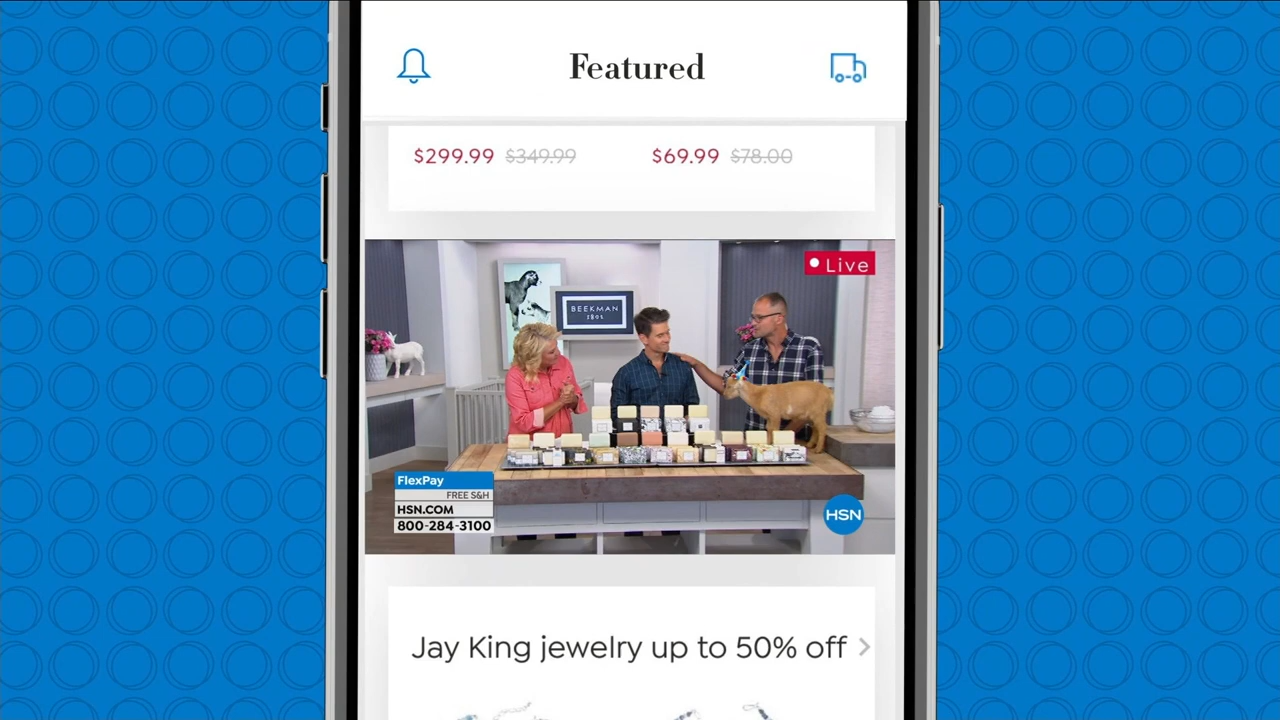 Featured
$299.99 $349.99 $69.99 $78.00
Live
BEEKMAN
1802
FlexPay
FREE S&H
HSN.COM
800-284-3100
HSN
Jay King jewelry up to 50% off